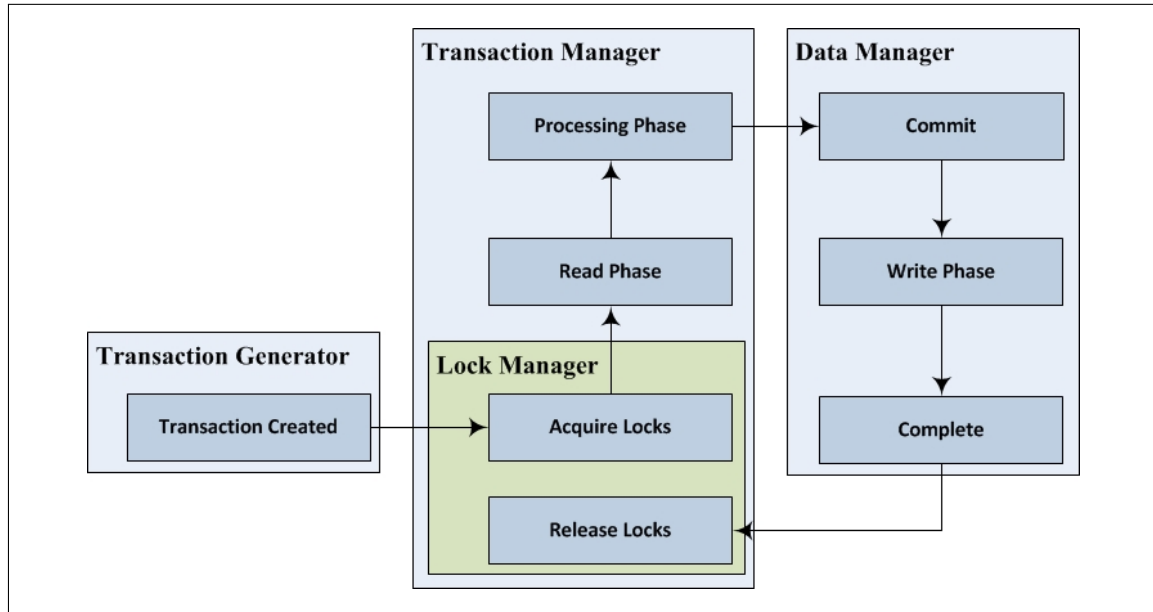 Transaction Manager
Data Manager
Processing Phase
Commit
Read Phase
Write Phase
Transaction Generator
Lock Manager
Transaction Created
Acquire Locks
Complete
Release Locks